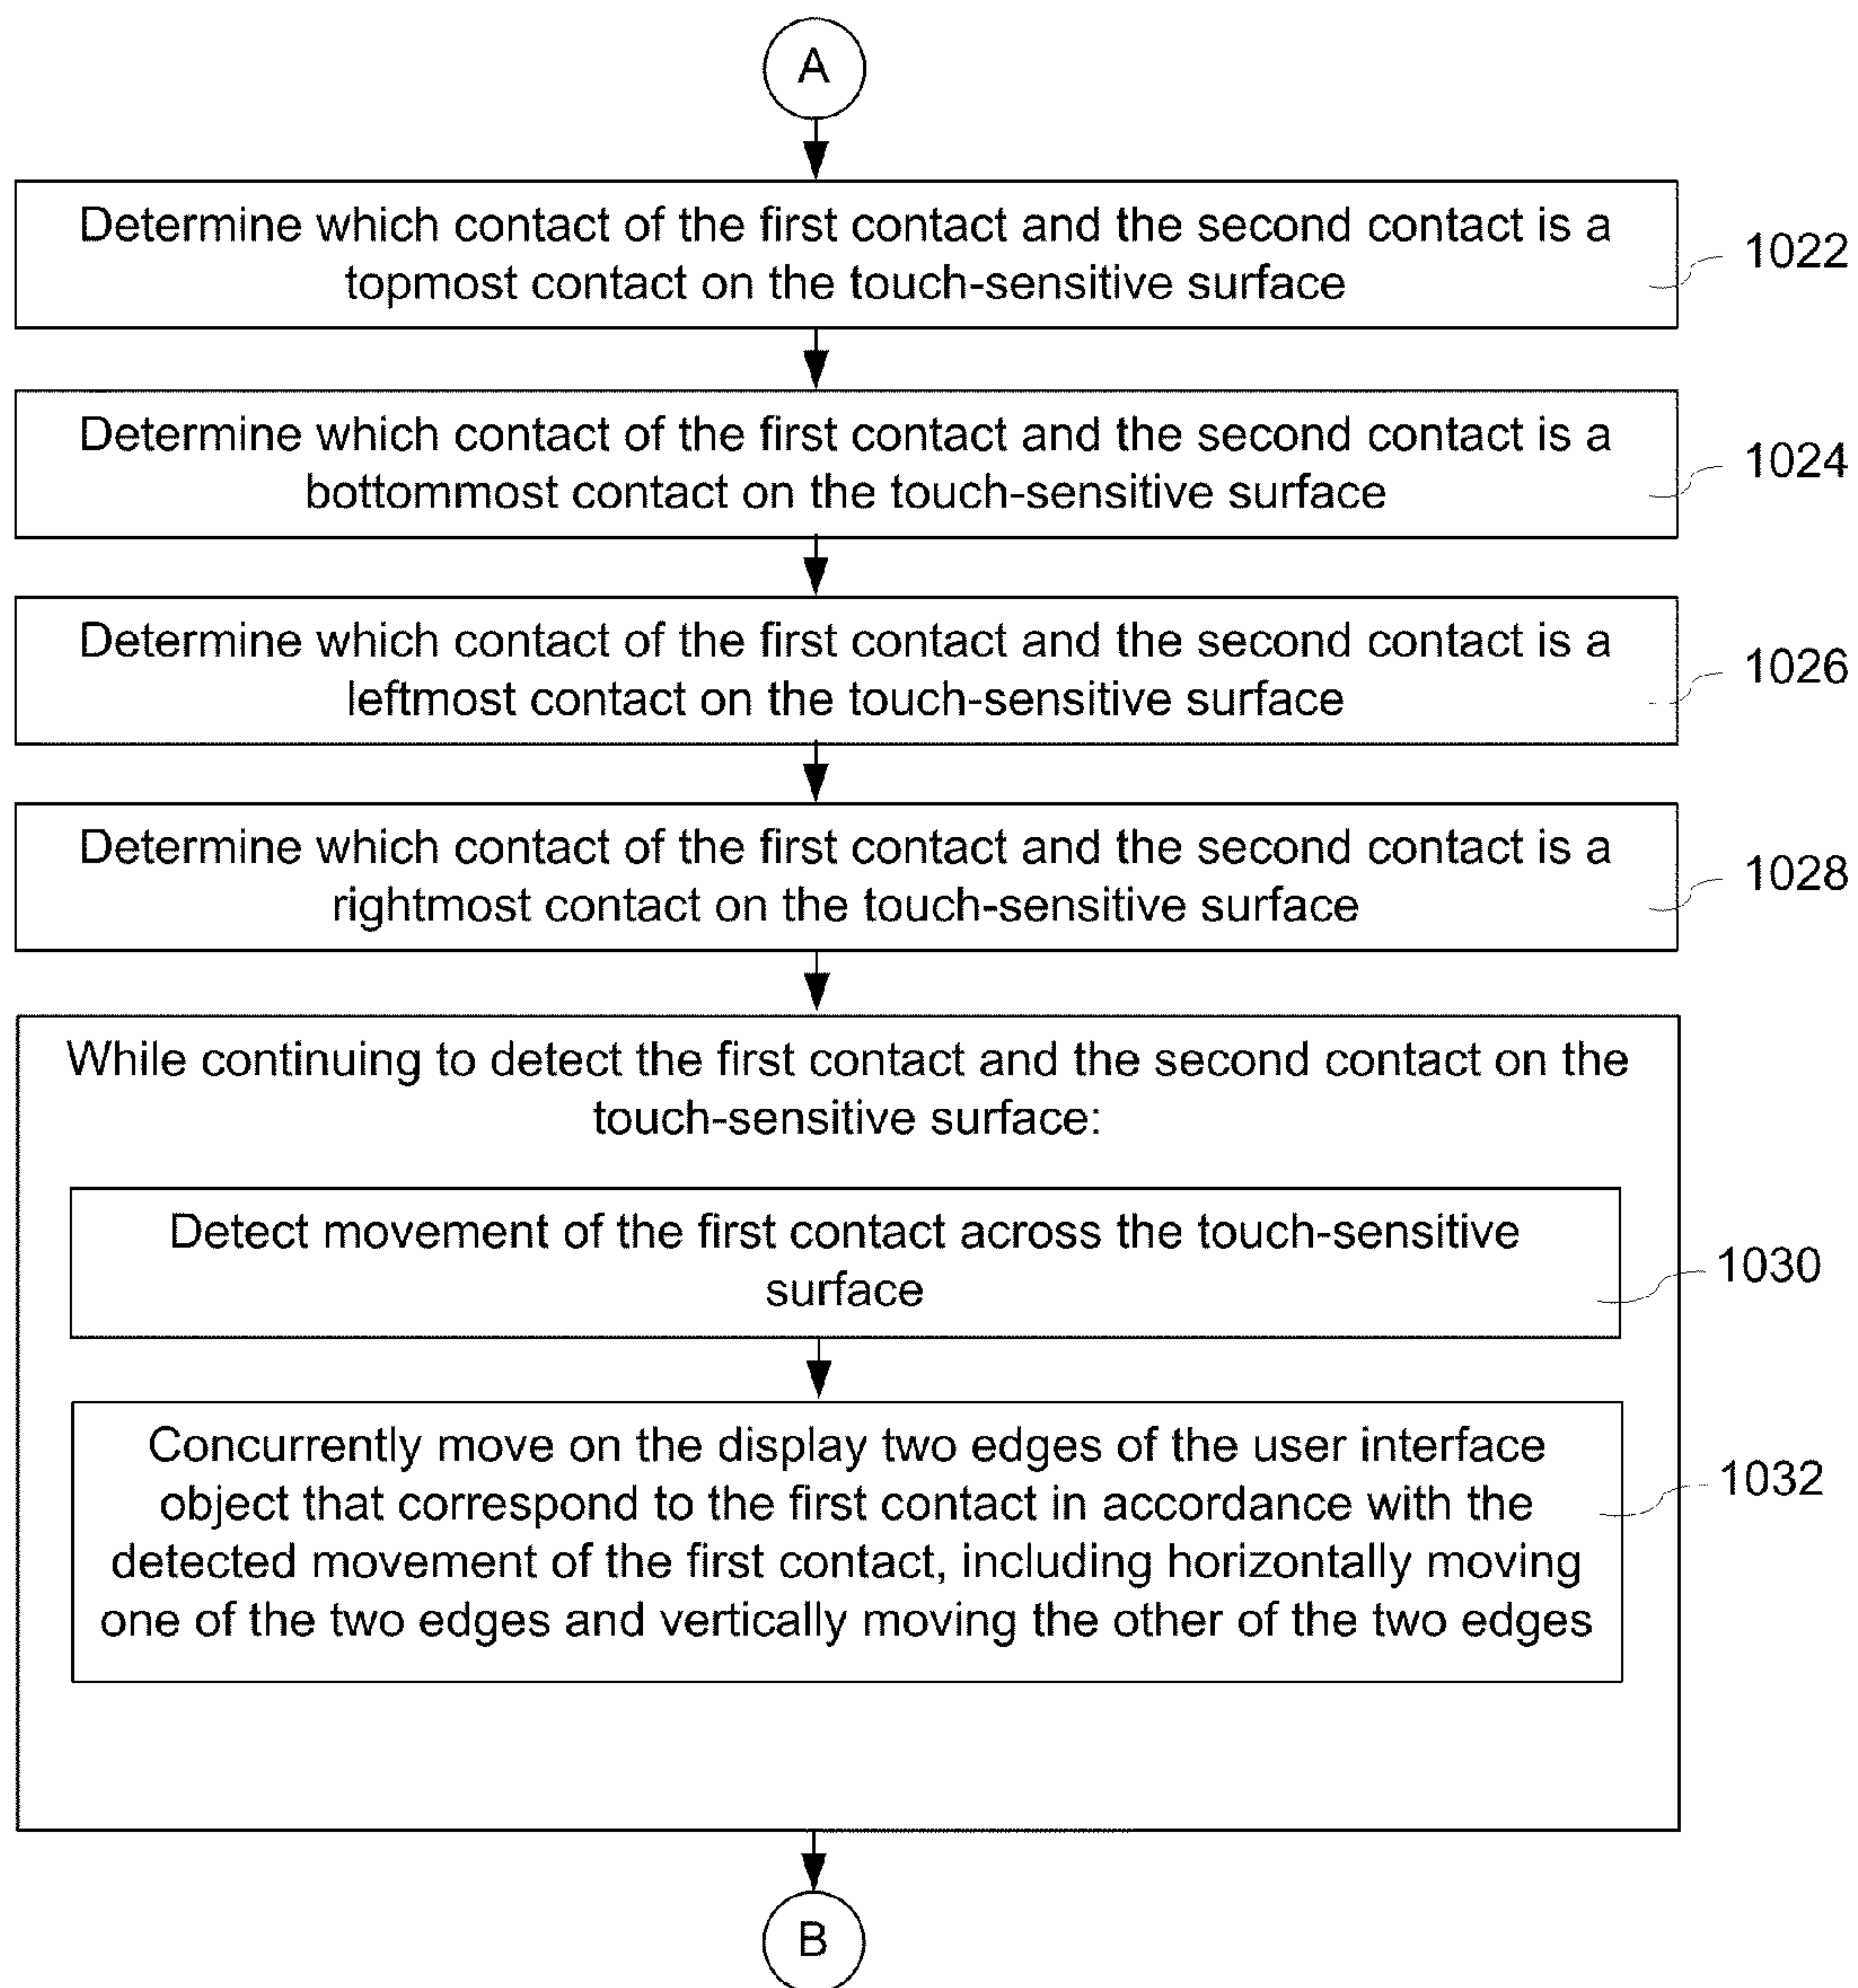 A
Determine which contact of the first contact and the second contact is a
topmost contact on the touch-sensitive surface
1022
Determine which contact of the first contact and the second contact is a
bottommost contact on the touch-sensitive surface
1024
Determine which contact of the first contact and the second contact is a
leftmost contact on the touch-sensitive surface
1026
Determine which contact of the first contact and the second contact is a
rightmost contact on the touch-sensitive surface
1028
While continuing to detect the first contact and the second contact on the
touch-sensitive surface:
Detect movement of the first contact across the touch-sensitive
surface
1030
Concurrently move on the display two edges of the user interface
object that correspond to the first contact in accordance with the
detected movement of the first contact, including horizontally moving
one of the two edges and vertically moving the other of the two edges
1032
B